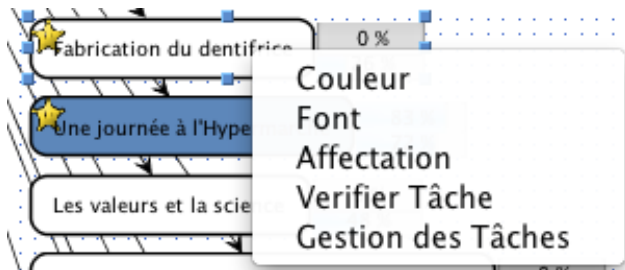 Fabrication du dentifrice
0 %
Couleur
Font
Une journée à l'Hyper
Affectation
Verifier Tâche
Les valeurs et la scie
Gestion des Tâches